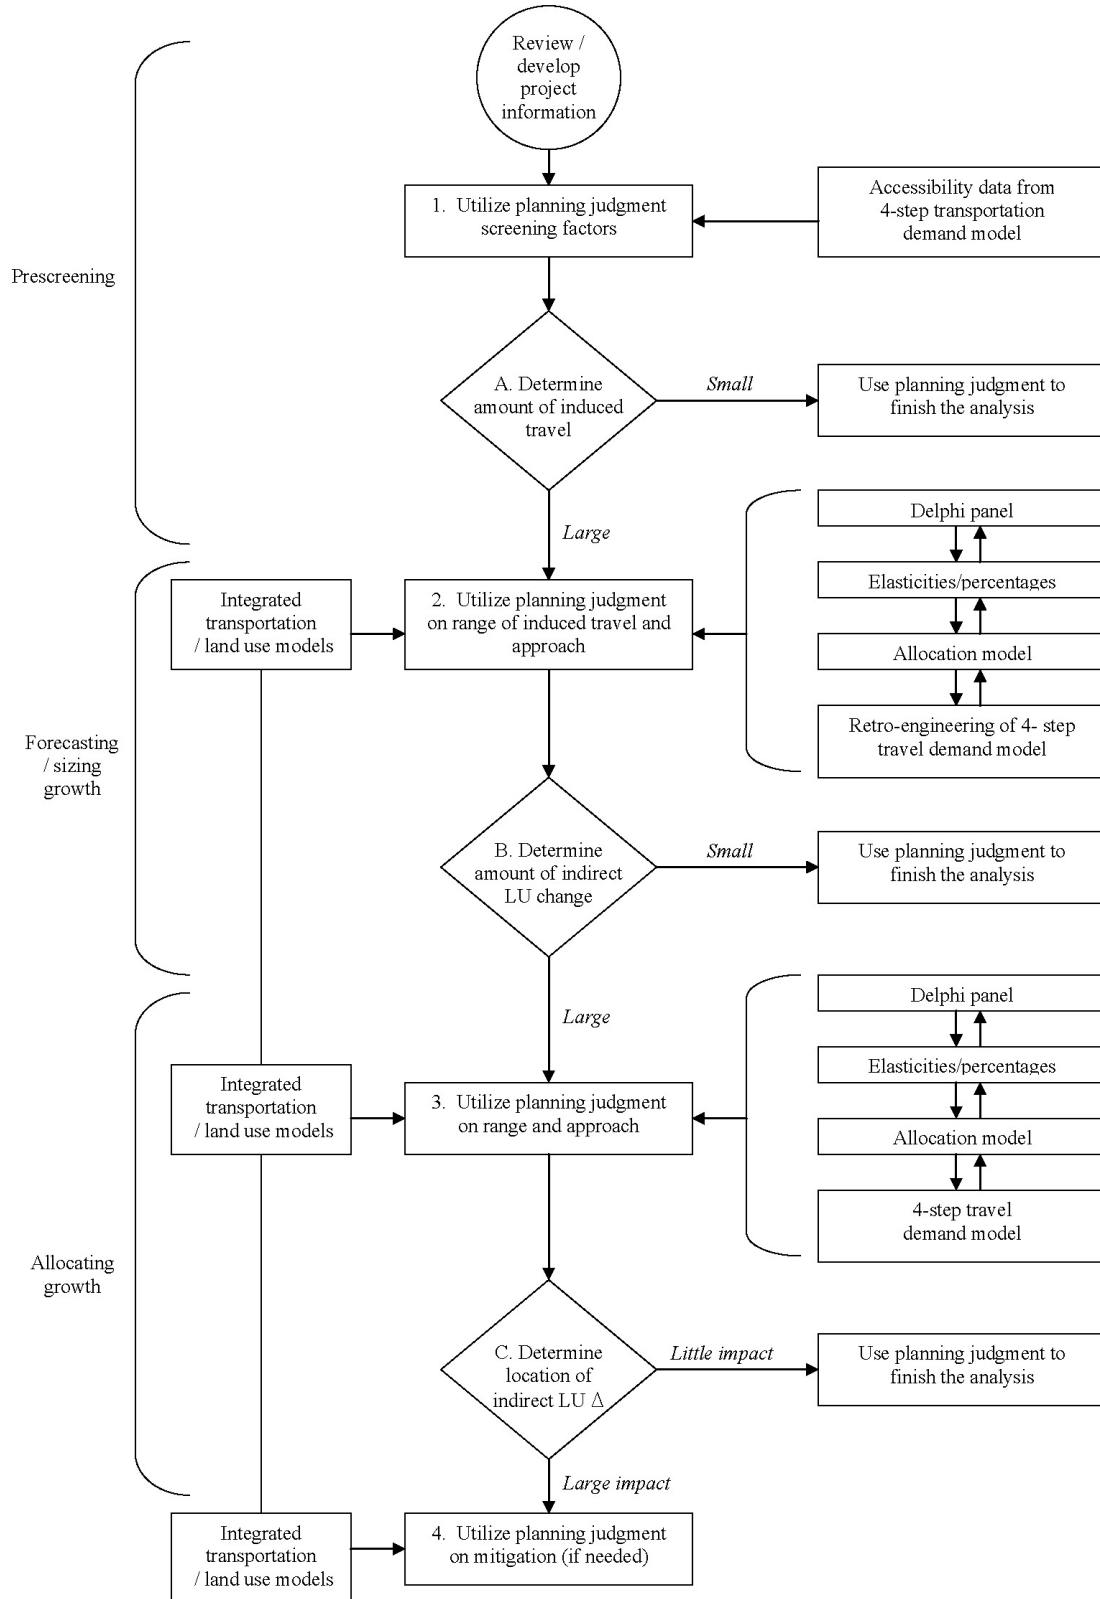 Review /
develop
project
information
1. Utilize planning judgment
screening factors
Accessibility data from
4-step transportation
demand model
Prescreening
A. Determine
amount of induced
travel
Small
Use planning judgment to
finish the analysis
Large
Delphi panel
Elasticities/percentages
Allocation model
Retro-engineering of 4- step
travel demand model
Integrated
transportation
/ land use models
2. Utilize planning judgment
on range of induced travel and
approach
Forecasting
/ sizing
growth
B. Determine
amount of indirect
LU change
Small
Use planning judgment to
finish the analysis
Large
Delphi panel
Elasticities/percentages
Allocation model
4-step travel
demand model
Integrated
transportation
/ land use models
3. Utilize planning judgment
on range and approach
Allocating
growth
C. Determine
location of
indirect LU Δ
Little impact
Use planning judgment to
finish the analysis
Large impact
Integrated
transportation
/ land use models
4. Utilize planning judgment
on mitigation (if needed)